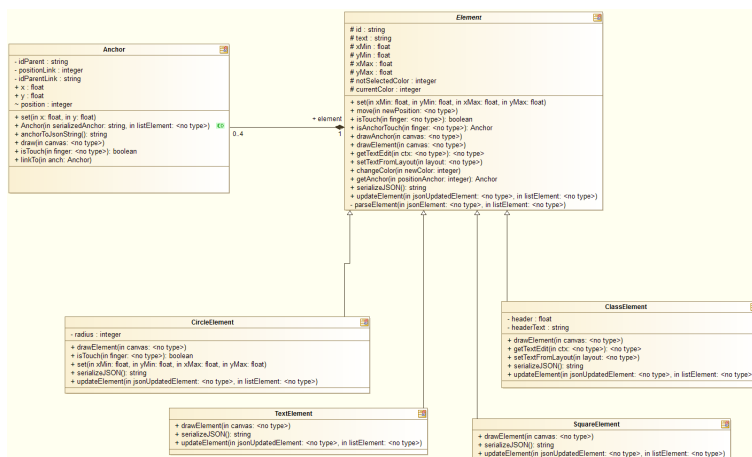 Element
# id : string
# text : string
# xMin : float
# yMin : float
# xMax : float
# yMax : float
# notSelectedColor : integer
# currentColor : integer
+ set(in xMin: float, in yMin: float, in xMax: float, in yMax: float)
+ move(in newPosition: <no type>)
+ isTouch(in finger: <no type>): boolean
+ isAnchorTouch(in finger: <no type>): Anchor
+ drawAnchor(in canvas: <no type>)
+ drawElement(in canvas: <no type>)
+ getTextEdit(in ctx: <no type>): <no type>
+ setTextFromLayout(in layout: <no type>)
+ changeColor(in newColor: integer)
+ getAnchor(in positionAnchor: integer): Anchor
+ serializeJSON(): string
+ updateElement(in jsonUpdatedElement: <no type>, in listElement: <no type>)
- parseElement(in jsonElement: <no type>, in listElement: <no type>)
Anchor
- idParent : string
- positionLink : integer
- idParentLink : string
+ x : float
+ y : float
~ position : integer
+ set(in x: float, in y: float)
+ Anchor(in serializedAnchor: string, in listElement: <no type>)
+ anchorToJsonString(): string
+ draw(in canvas: <no type>)
+ isTouch(in finger: <no type>): boolean
+ linkTo(in anch: Anchor)
+ element
0..4
1
CircleElement
- radius : integer
+ drawElement(in canvas: <no type>)
+ isTouch(in finger: <no type>): boolean
+ set(in xMin: float, in yMin: float, in xMax: float, in yMax: float)
+ serializeJSON(): string
+ updateElement(in jsonUpdatedElement: <no type>, in listElement: <no type>)
ClassElement
- header : float
- headerText : string
+ drawElement(in canvas: <no type>)
+ getTextEdit(in ctx: <no type>): <no type>
+ setTextFromLayout(in layout: <no type>)
+ serializeJSON(): string
+ updateElement(in jsonUpdatedElement: <no type>, in listElement: <no type>)
TextElement
+ drawElement(in canvas: <no type>)
+ serializeJSON(): string
+ updateElement(in jsonUpdatedElement: <no type>, in listElement: <no type>)
SquareElement
+ drawElement(in canvas: <no type>)
+ serializeJSON(): string
+ updateElement(in jsonUpdatedElement: <no type>, in listElement: <no type>)